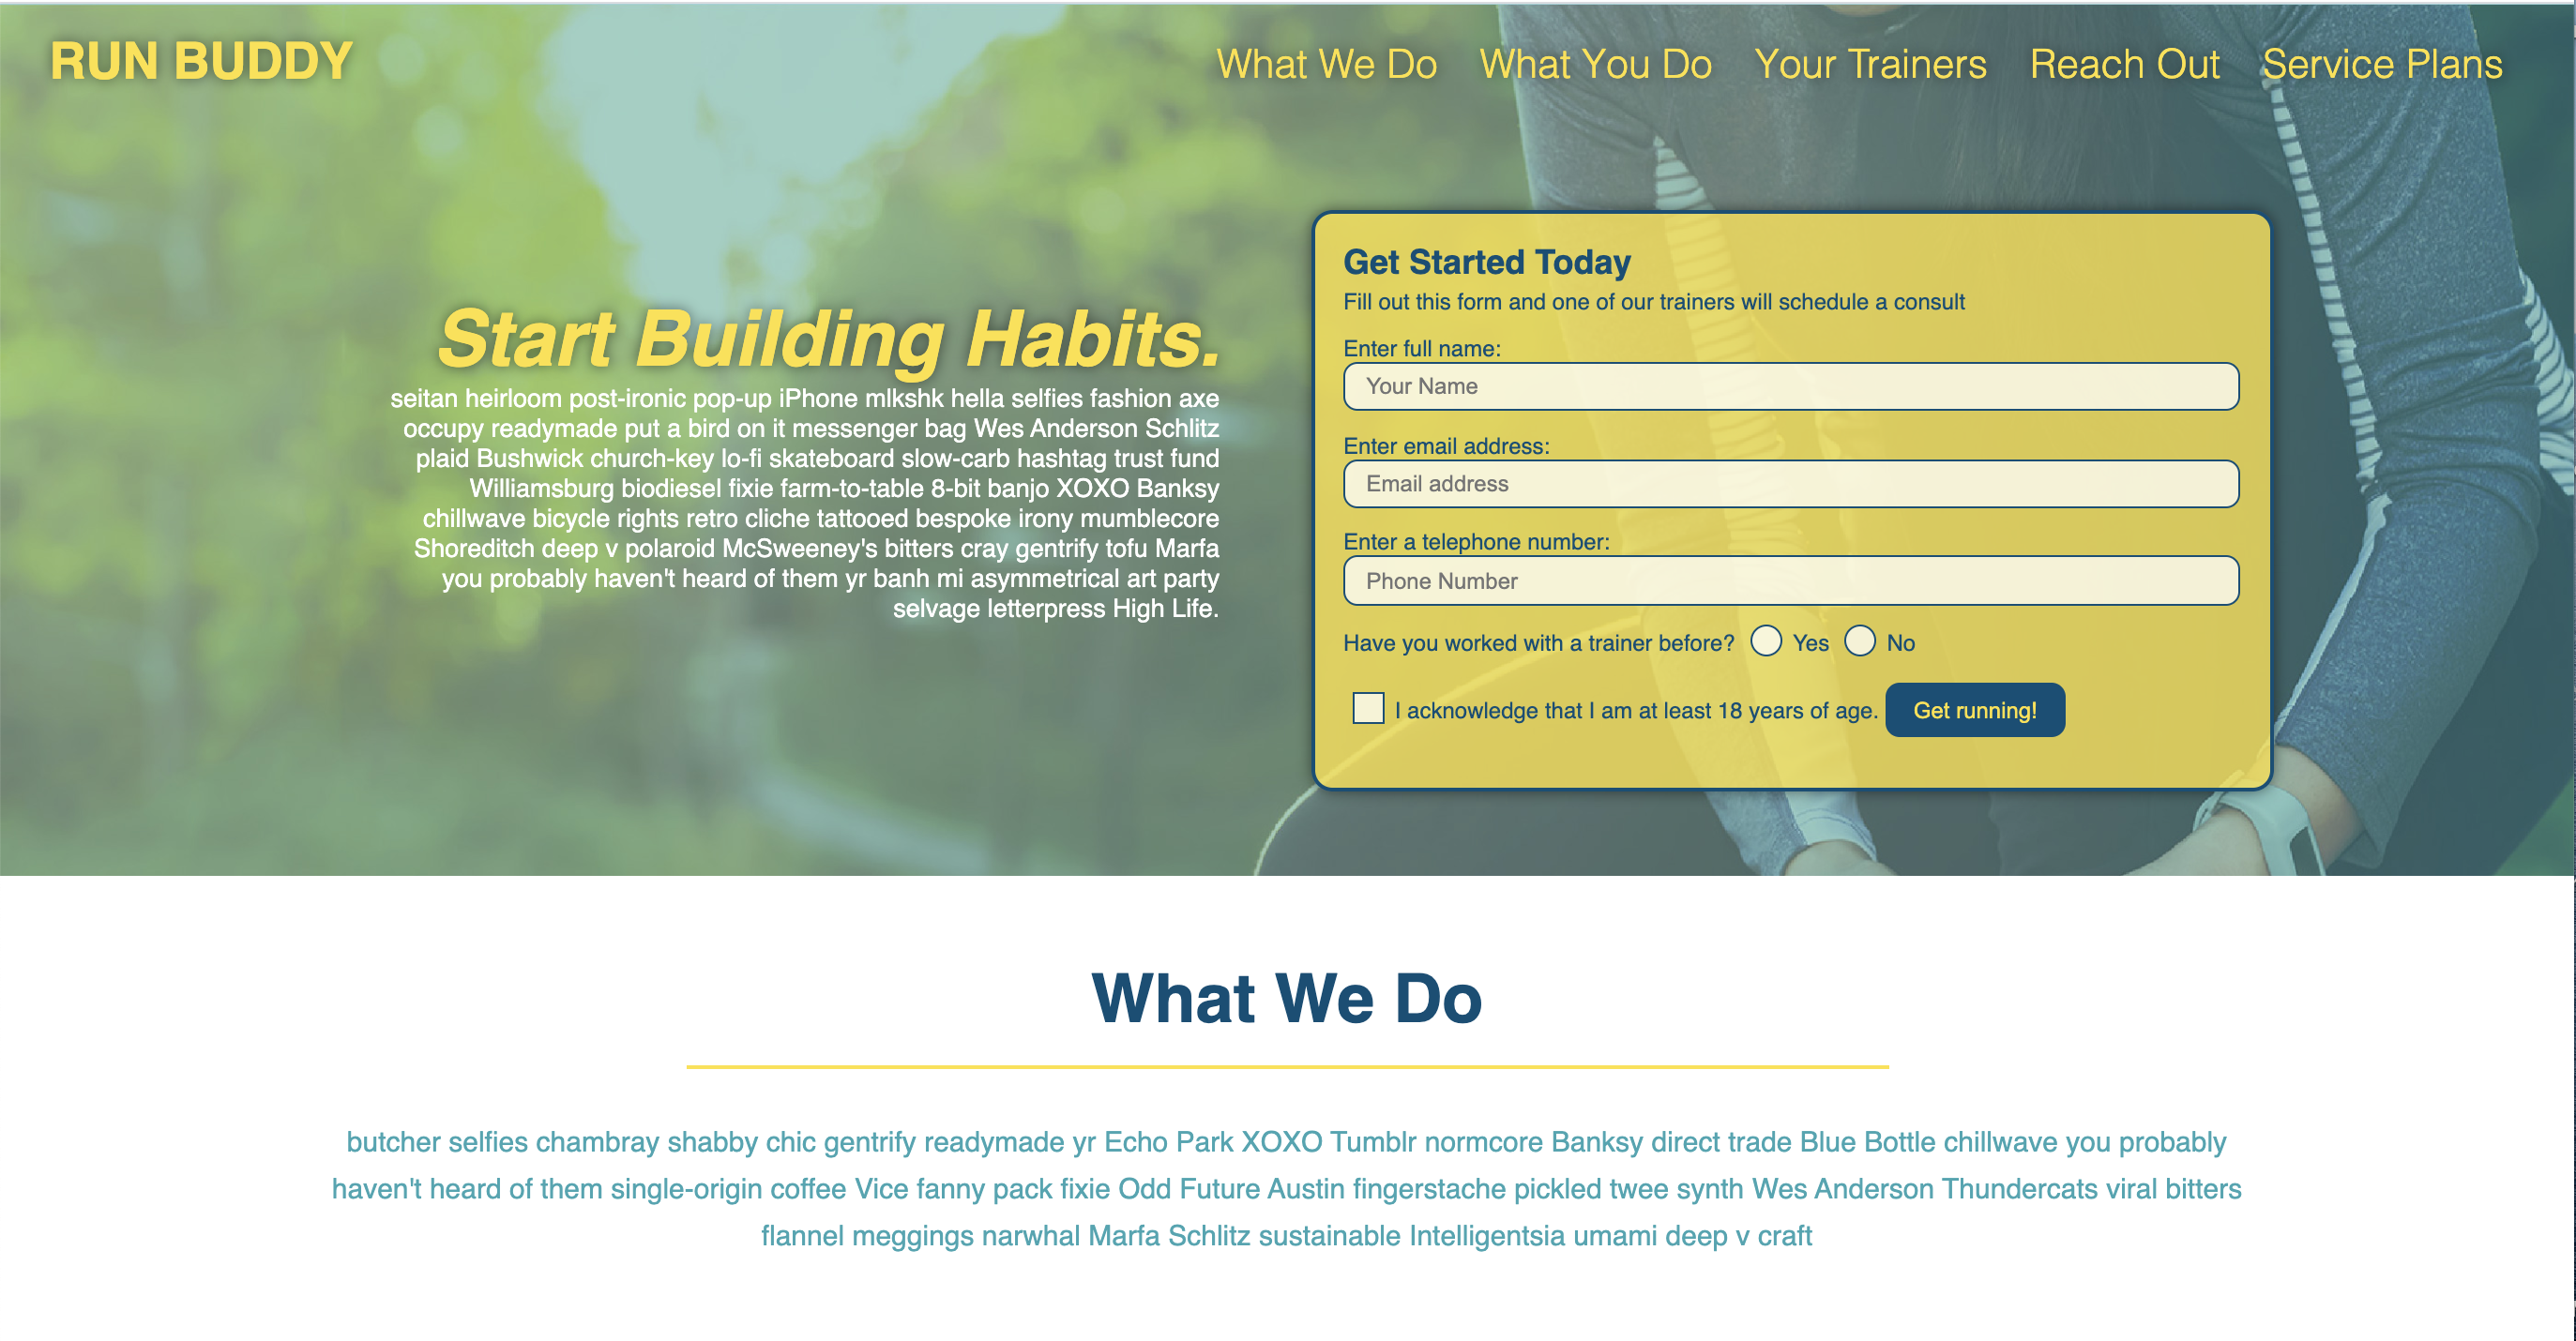 RUN BUDDY
What We Do What You Do Your Trainers Reach Out Service Plans
Start Building Habits.
seitan heirloom post-ironic pop-up iPhone mlkshk hella selfies fashion axe
occupy readymade put a bird on it messenger bag Wes Anderson Schlitz
plaid Bushwick church-key lo-fi skateboard slow-carb hashtag trust fund
Williamsburg biodiesel fixie farm-to-table 8-bit banjo XOXO Banksy
chillwave bicycle rights retro cliche tattooed bespoke irony mumblecore
Shoreditch deep v polaroid McSweeney's bitters cray gentrify tofu Marfa
you probably haven't heard of them yr banh mi asymmetrical art party
selvage letterpress High Life.
Get Started Today
Fill out this form and one of our trainers will schedule a consult
Enter full name:
Your Name
Enter email address:
Email address
Enter a telephone number:
Phone Number
Have you worked with a trainer before? Yes No
I acknowledge that I am at least 18 years of age. Get running!
What We Do
butcher selfies chambray shabby chic gentrify readymade yr Echo Park XOXO Tumblr normcore Banksy direct trade Blue Bottle chillwave you probably
haven't heard of them single-origin coffee Vice fanny pack fixie Odd Future Austin fingerstache pickled twee synth Wes Anderson Thundercats viral bitters
flannel meggings narwhal Marfa Schlitz sustainable Intelligentsia umami deep v craft